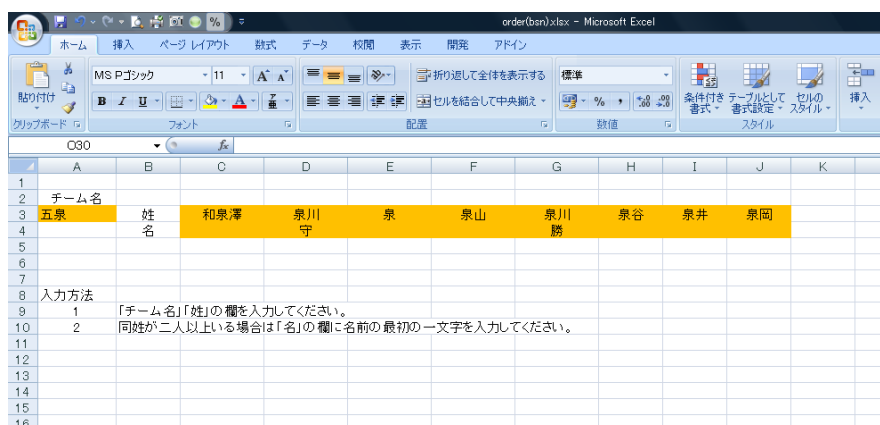 order(bsn).xlsx - Microsoft Excel
ホーム 挿入 ページ レイアウト 数式 データ 校閲 表示 開発 アドイン
貼り付け MS Pゴシック 11 A A 折り返して全体を表示する 標準 条件付き書式 テーブルとして書式設定 セルのスタイル 挿入
B I U A セルを結合して中央揃え % , .0 .00 .00 .0
クリップボード フォント 配置 数値 スタイル
O30 fx
A B C D E F G H I J K
1
2 チーム名
3 五泉 姓 和泉澤 泉川 泉 泉山 泉川 泉谷 泉井 泉岡
4 名 守 勝
5
6
7
8 入力方法
9 1 「チーム名」「姓」の欄を入力してください。
10 2 同姓が二人以上いる場合は「名」の欄に名前の最初の一文字を入力してください。
11
12
13
14
15
16